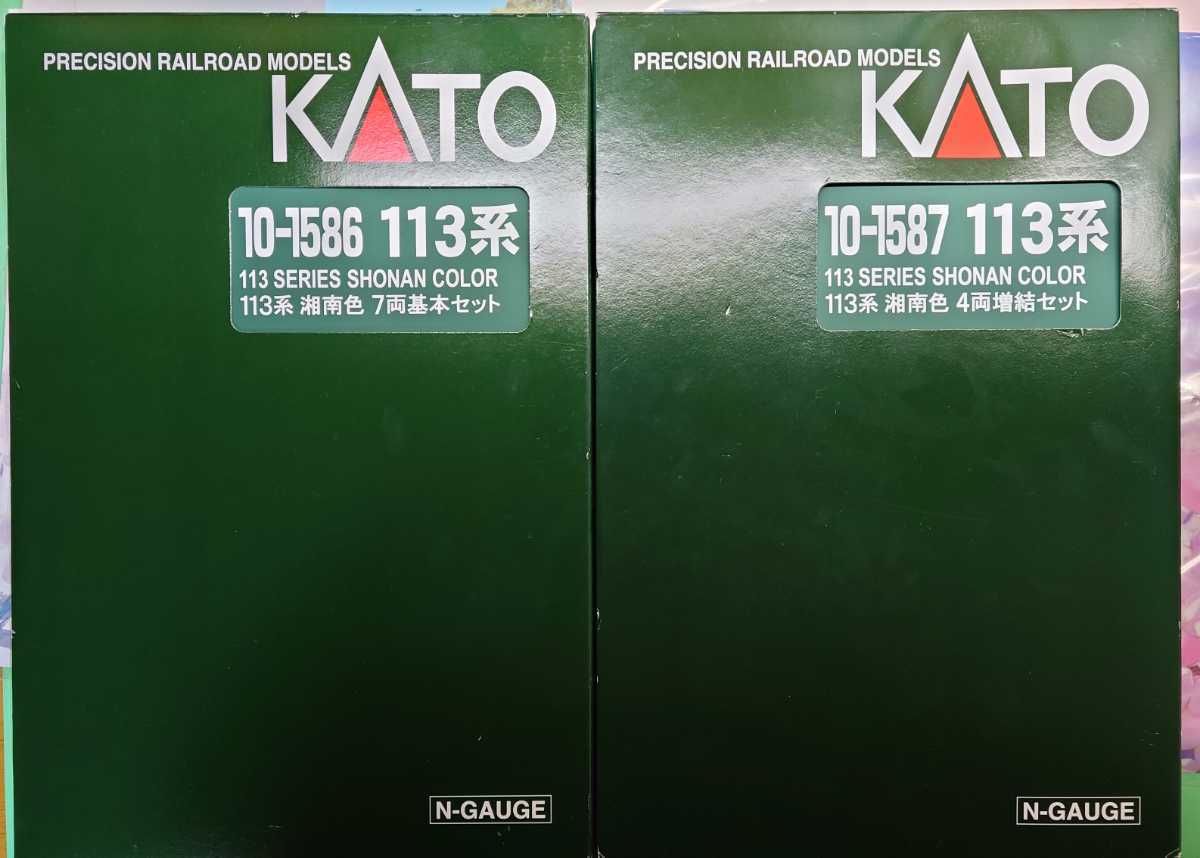 PRECISION RAILROAD MODELS
KATO
10-1586 113系
113 SERIES SHONAN COLOR
113系 湘南色 7両基本セット
N-GAUGE
PRECISION RAILROAD MODELS
KATO
10-1587 113系
113 SERIES SHONAN COLOR
113系 湘南色 4両増結セット
N-GAUGE